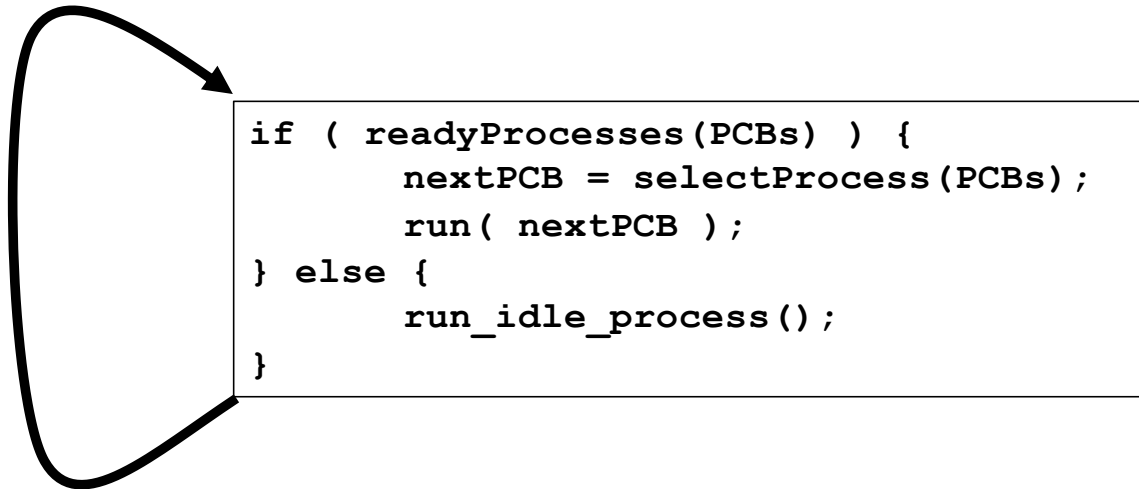 if ( readyProcesses(PCBs) ) {
nextPCB = selectProcess(PCBs);
run( nextPCB );
} else {
run_idle_process();
}